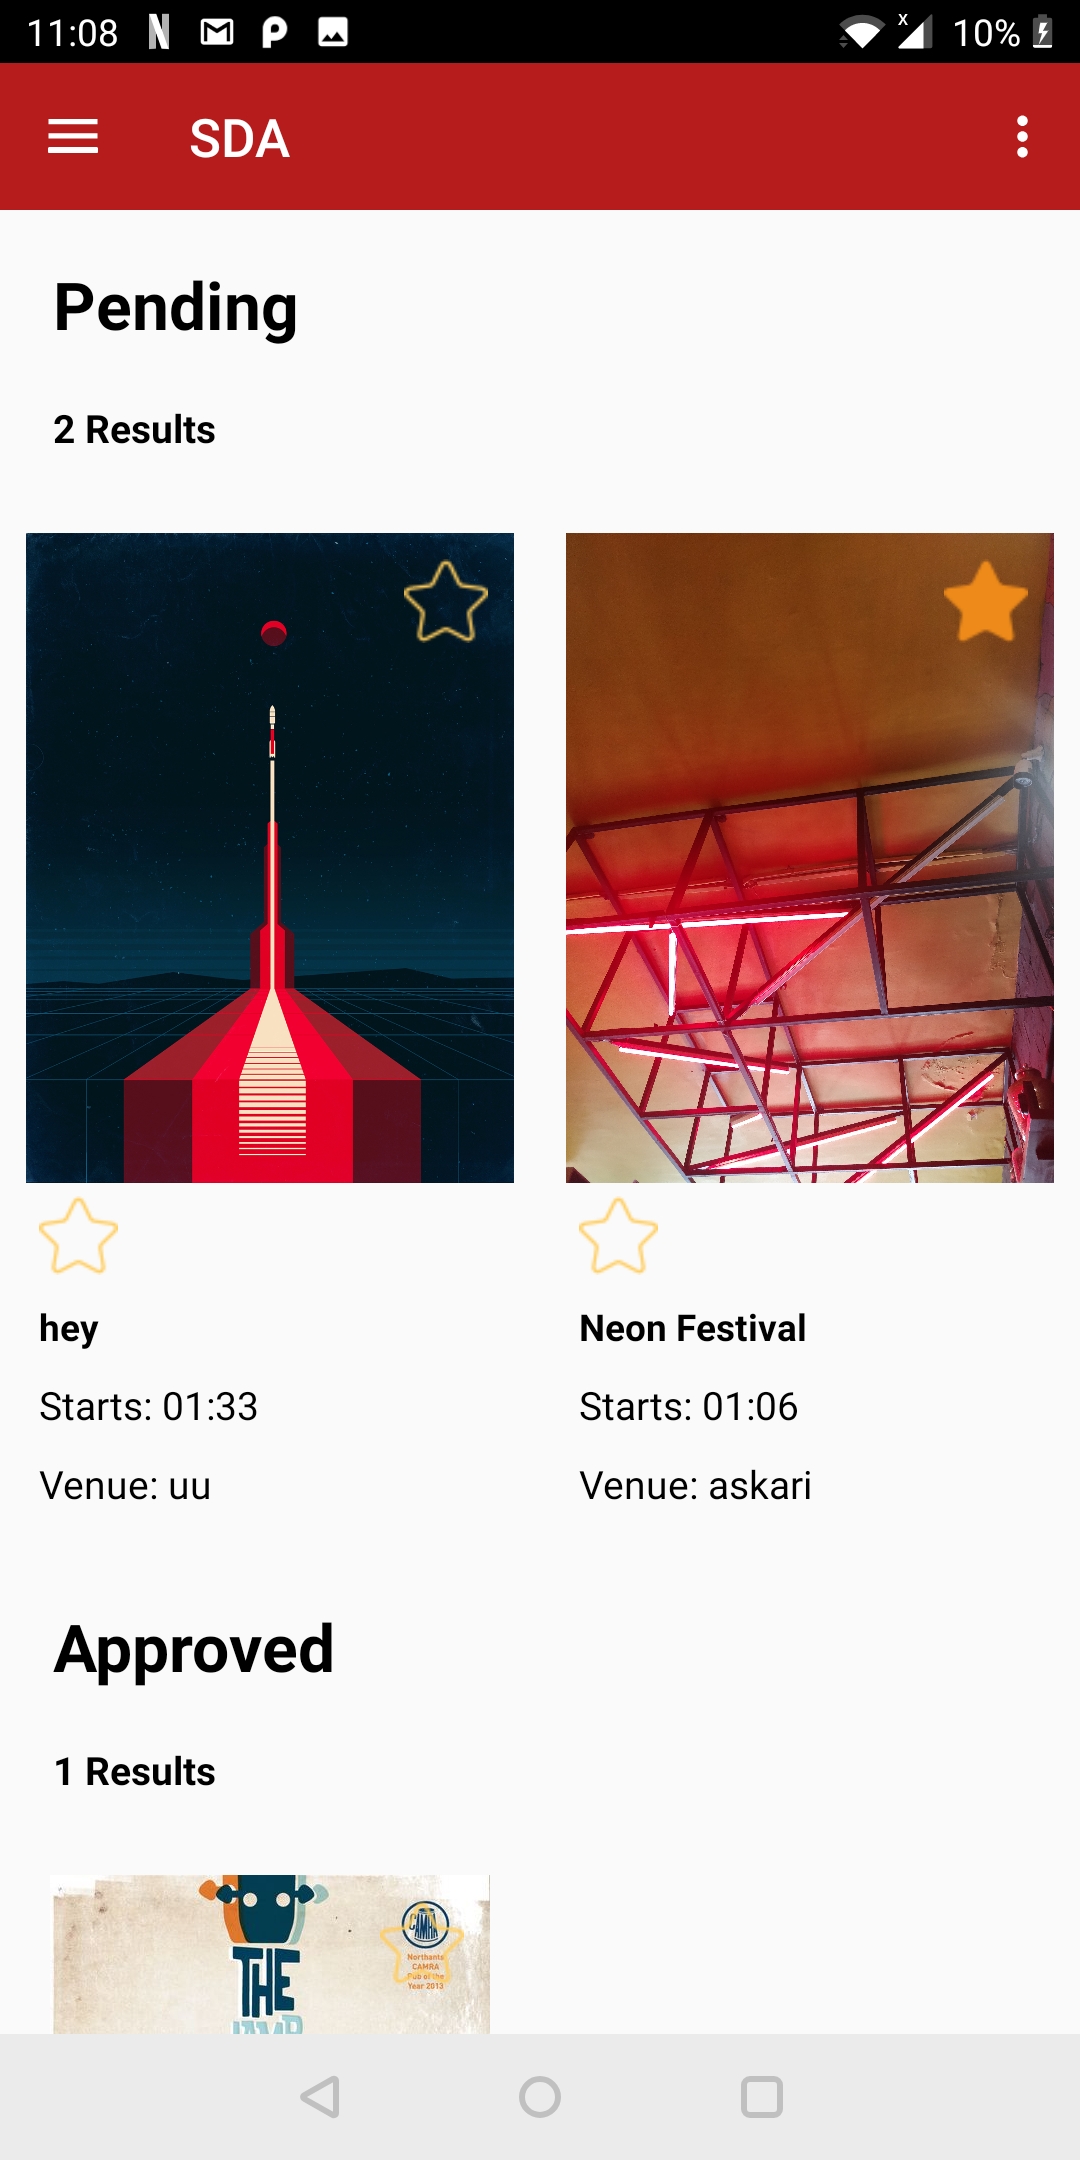 11:08
x
10%
SDA
Pending
2 Results
hey
Starts: 01:33
Venue: uu
Neon Festival
Starts: 01:06
Venue: askari
Approved
1 Results
THE
CAMRA
Northants
CAMRA
Pub of the
Year 2013